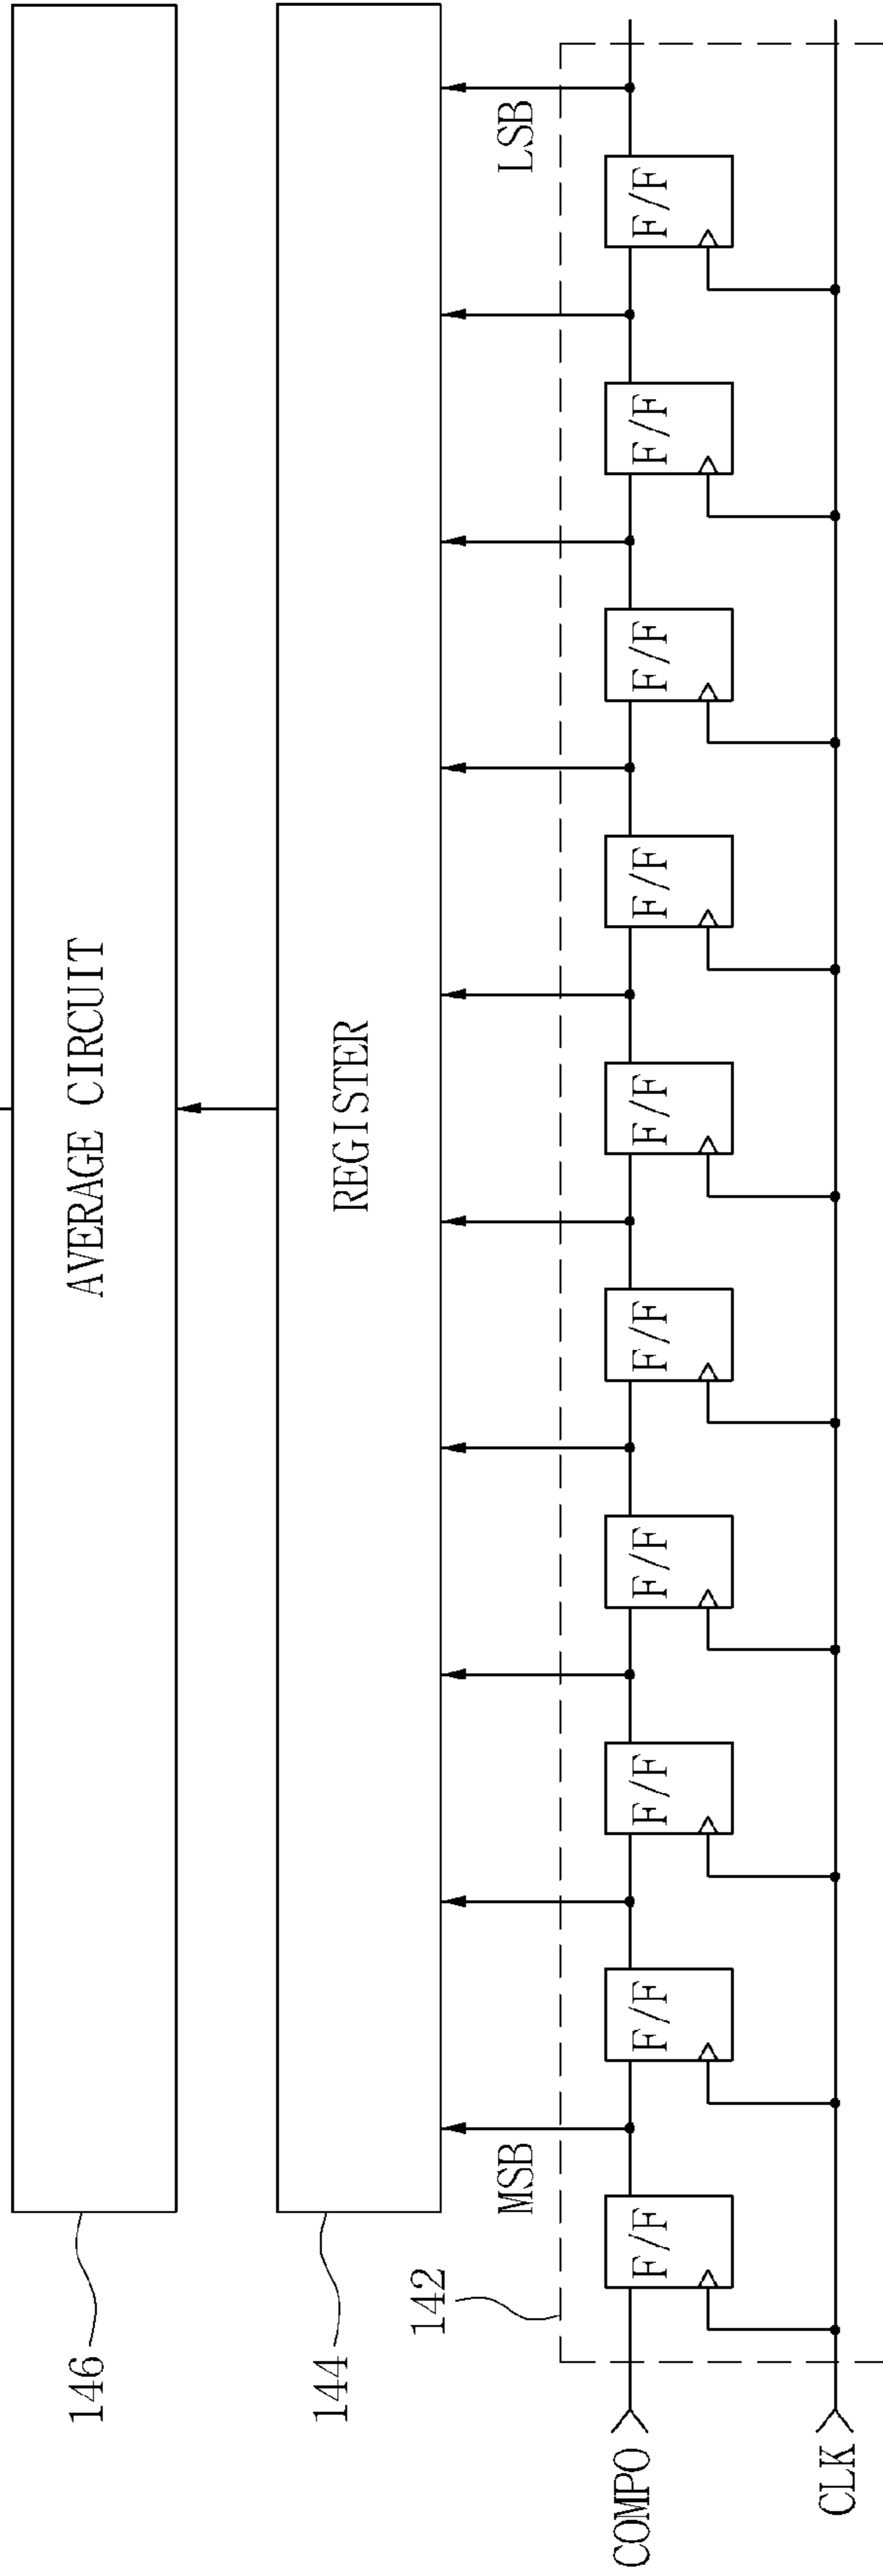 146
AVERAGE CIRCUIT
144
REGISTER
142
MSB
LSB
COMPO
F/F
F/F
F/F
F/F
F/F
F/F
F/F
F/F
F/F
F/F
CLK